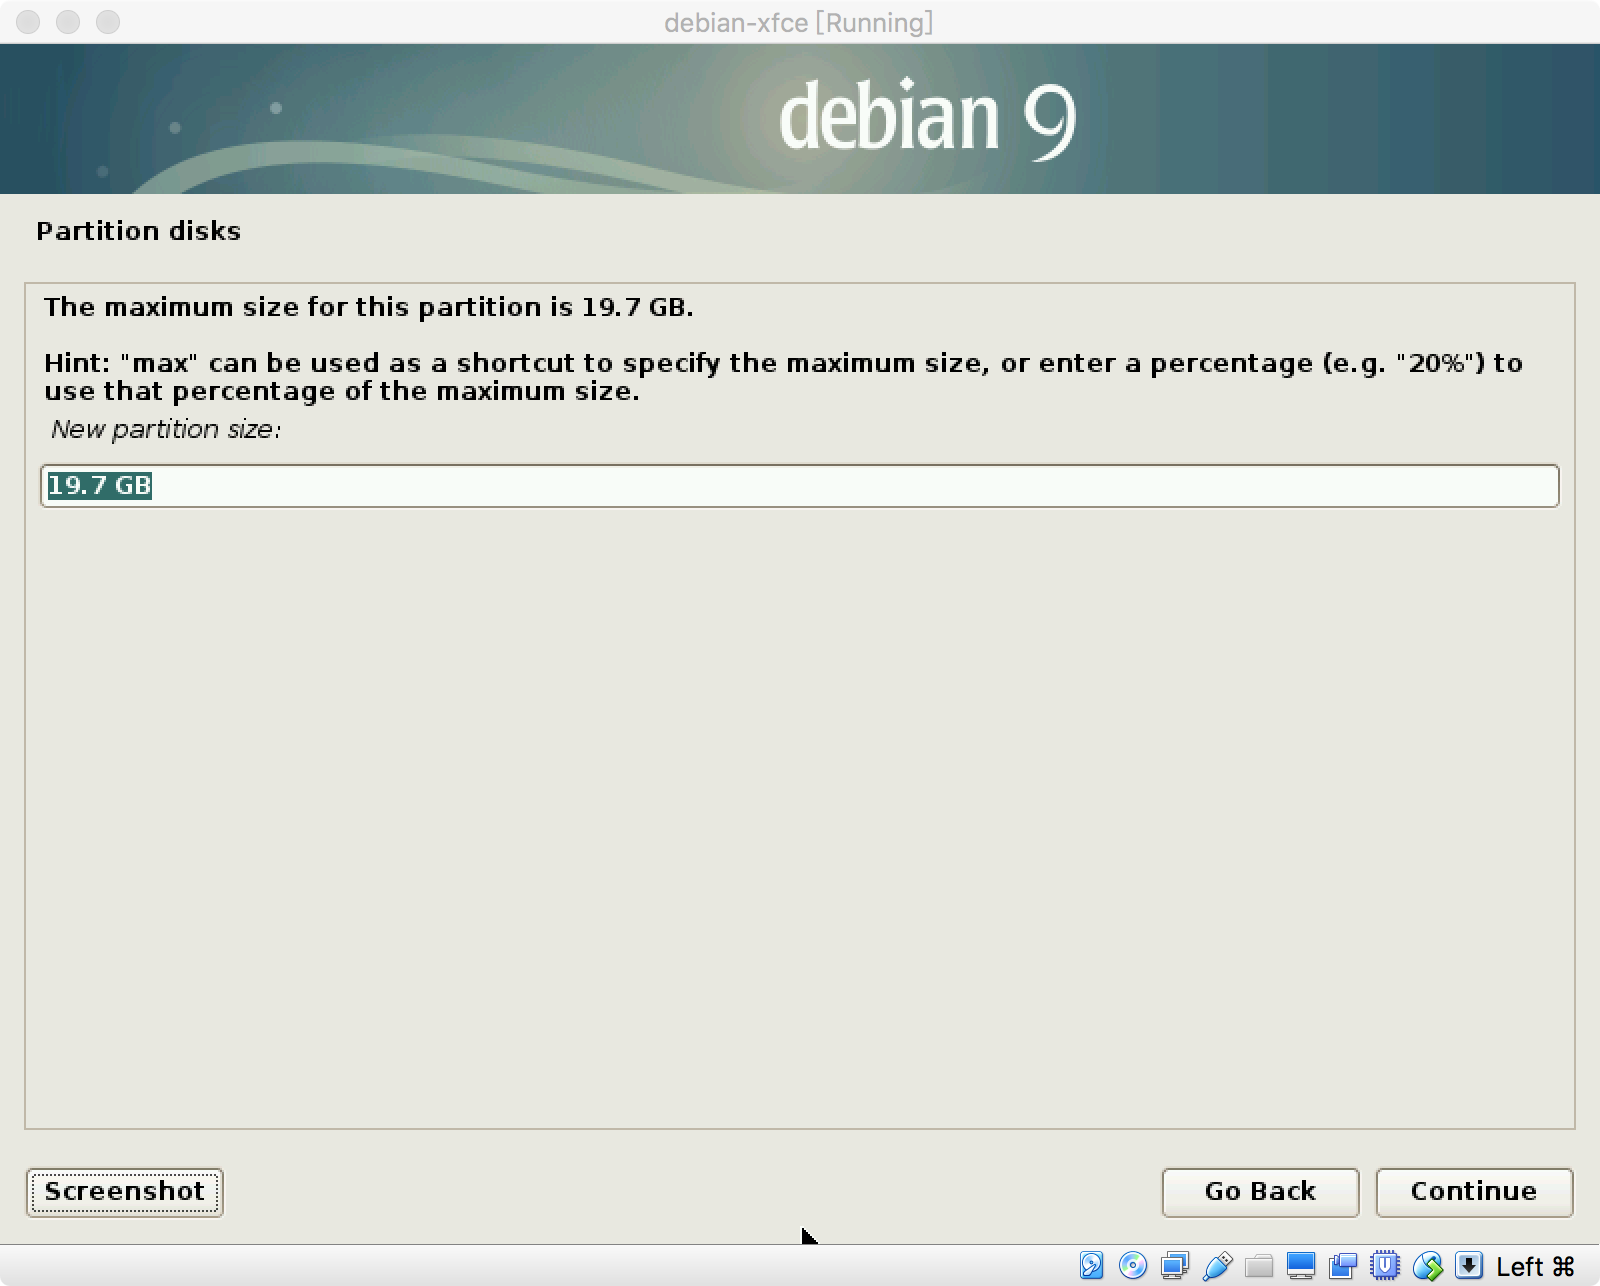 debian-xfce [Running]
debian 9
Partition disks
The maximum size for this partition is 19.7 GB.
Hint: "max" can be used as a shortcut to specify the maximum size, or enter a percentage (e.g. "20%") to
use that percentage of the maximum size.
New partition size:
19.7 GB
Screenshot
Go Back
Continue
Left ⌘